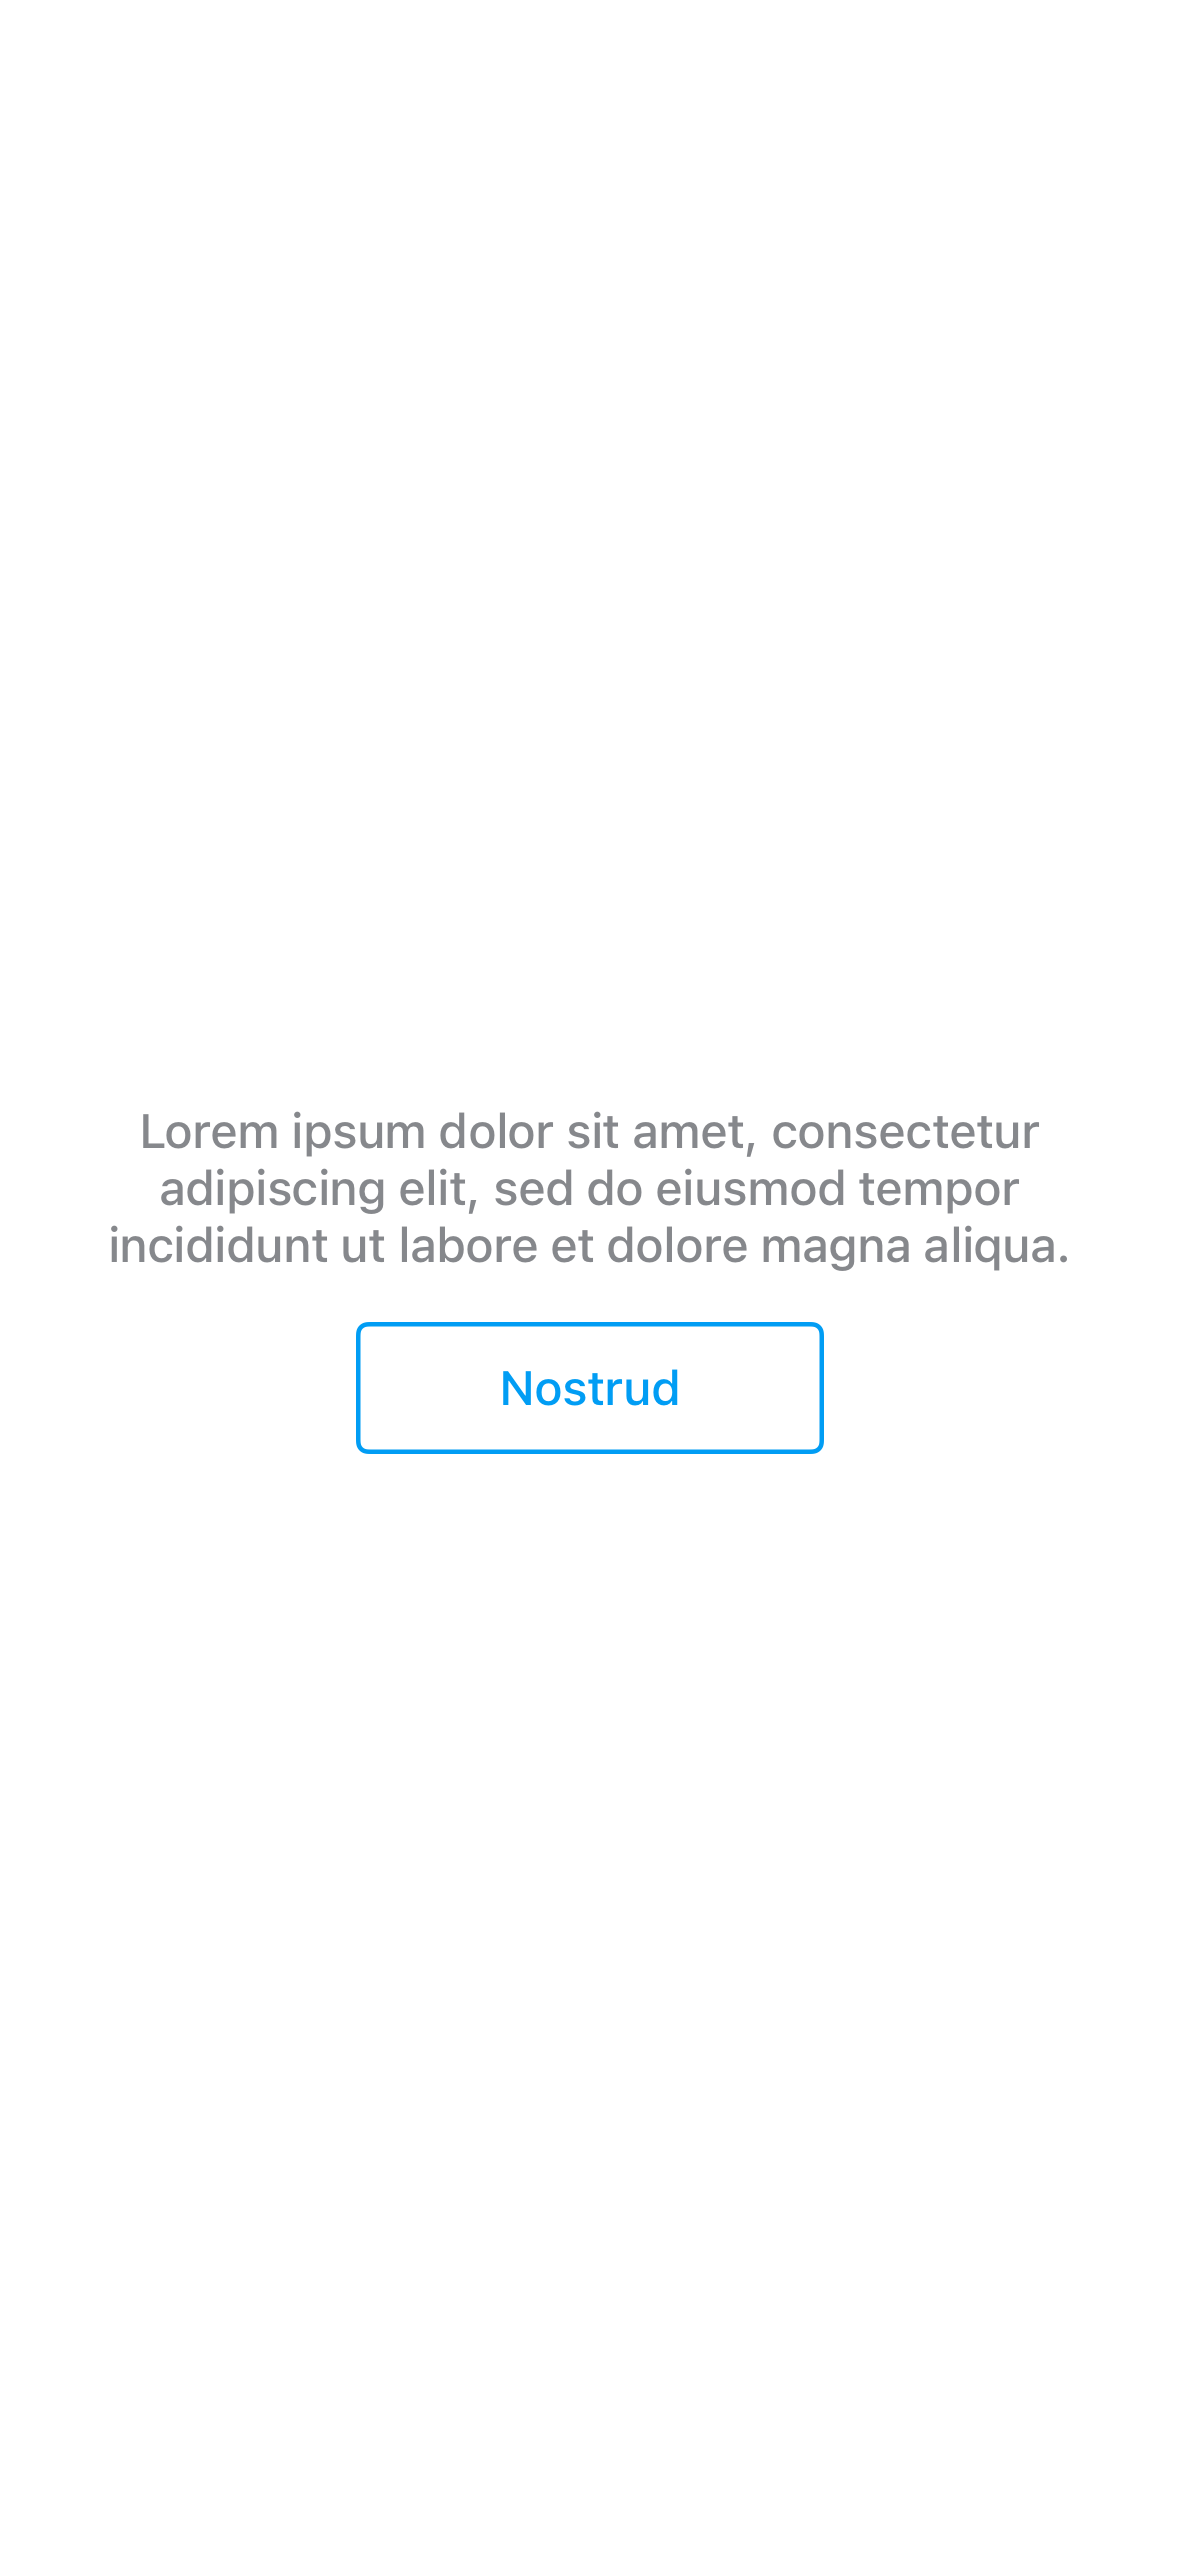 Lorem ipsum dolor sit amet, consectetur
adipiscing elit, sed do eiusmod tempor
incididunt ut labore et dolore magna aliqua.
Nostrud